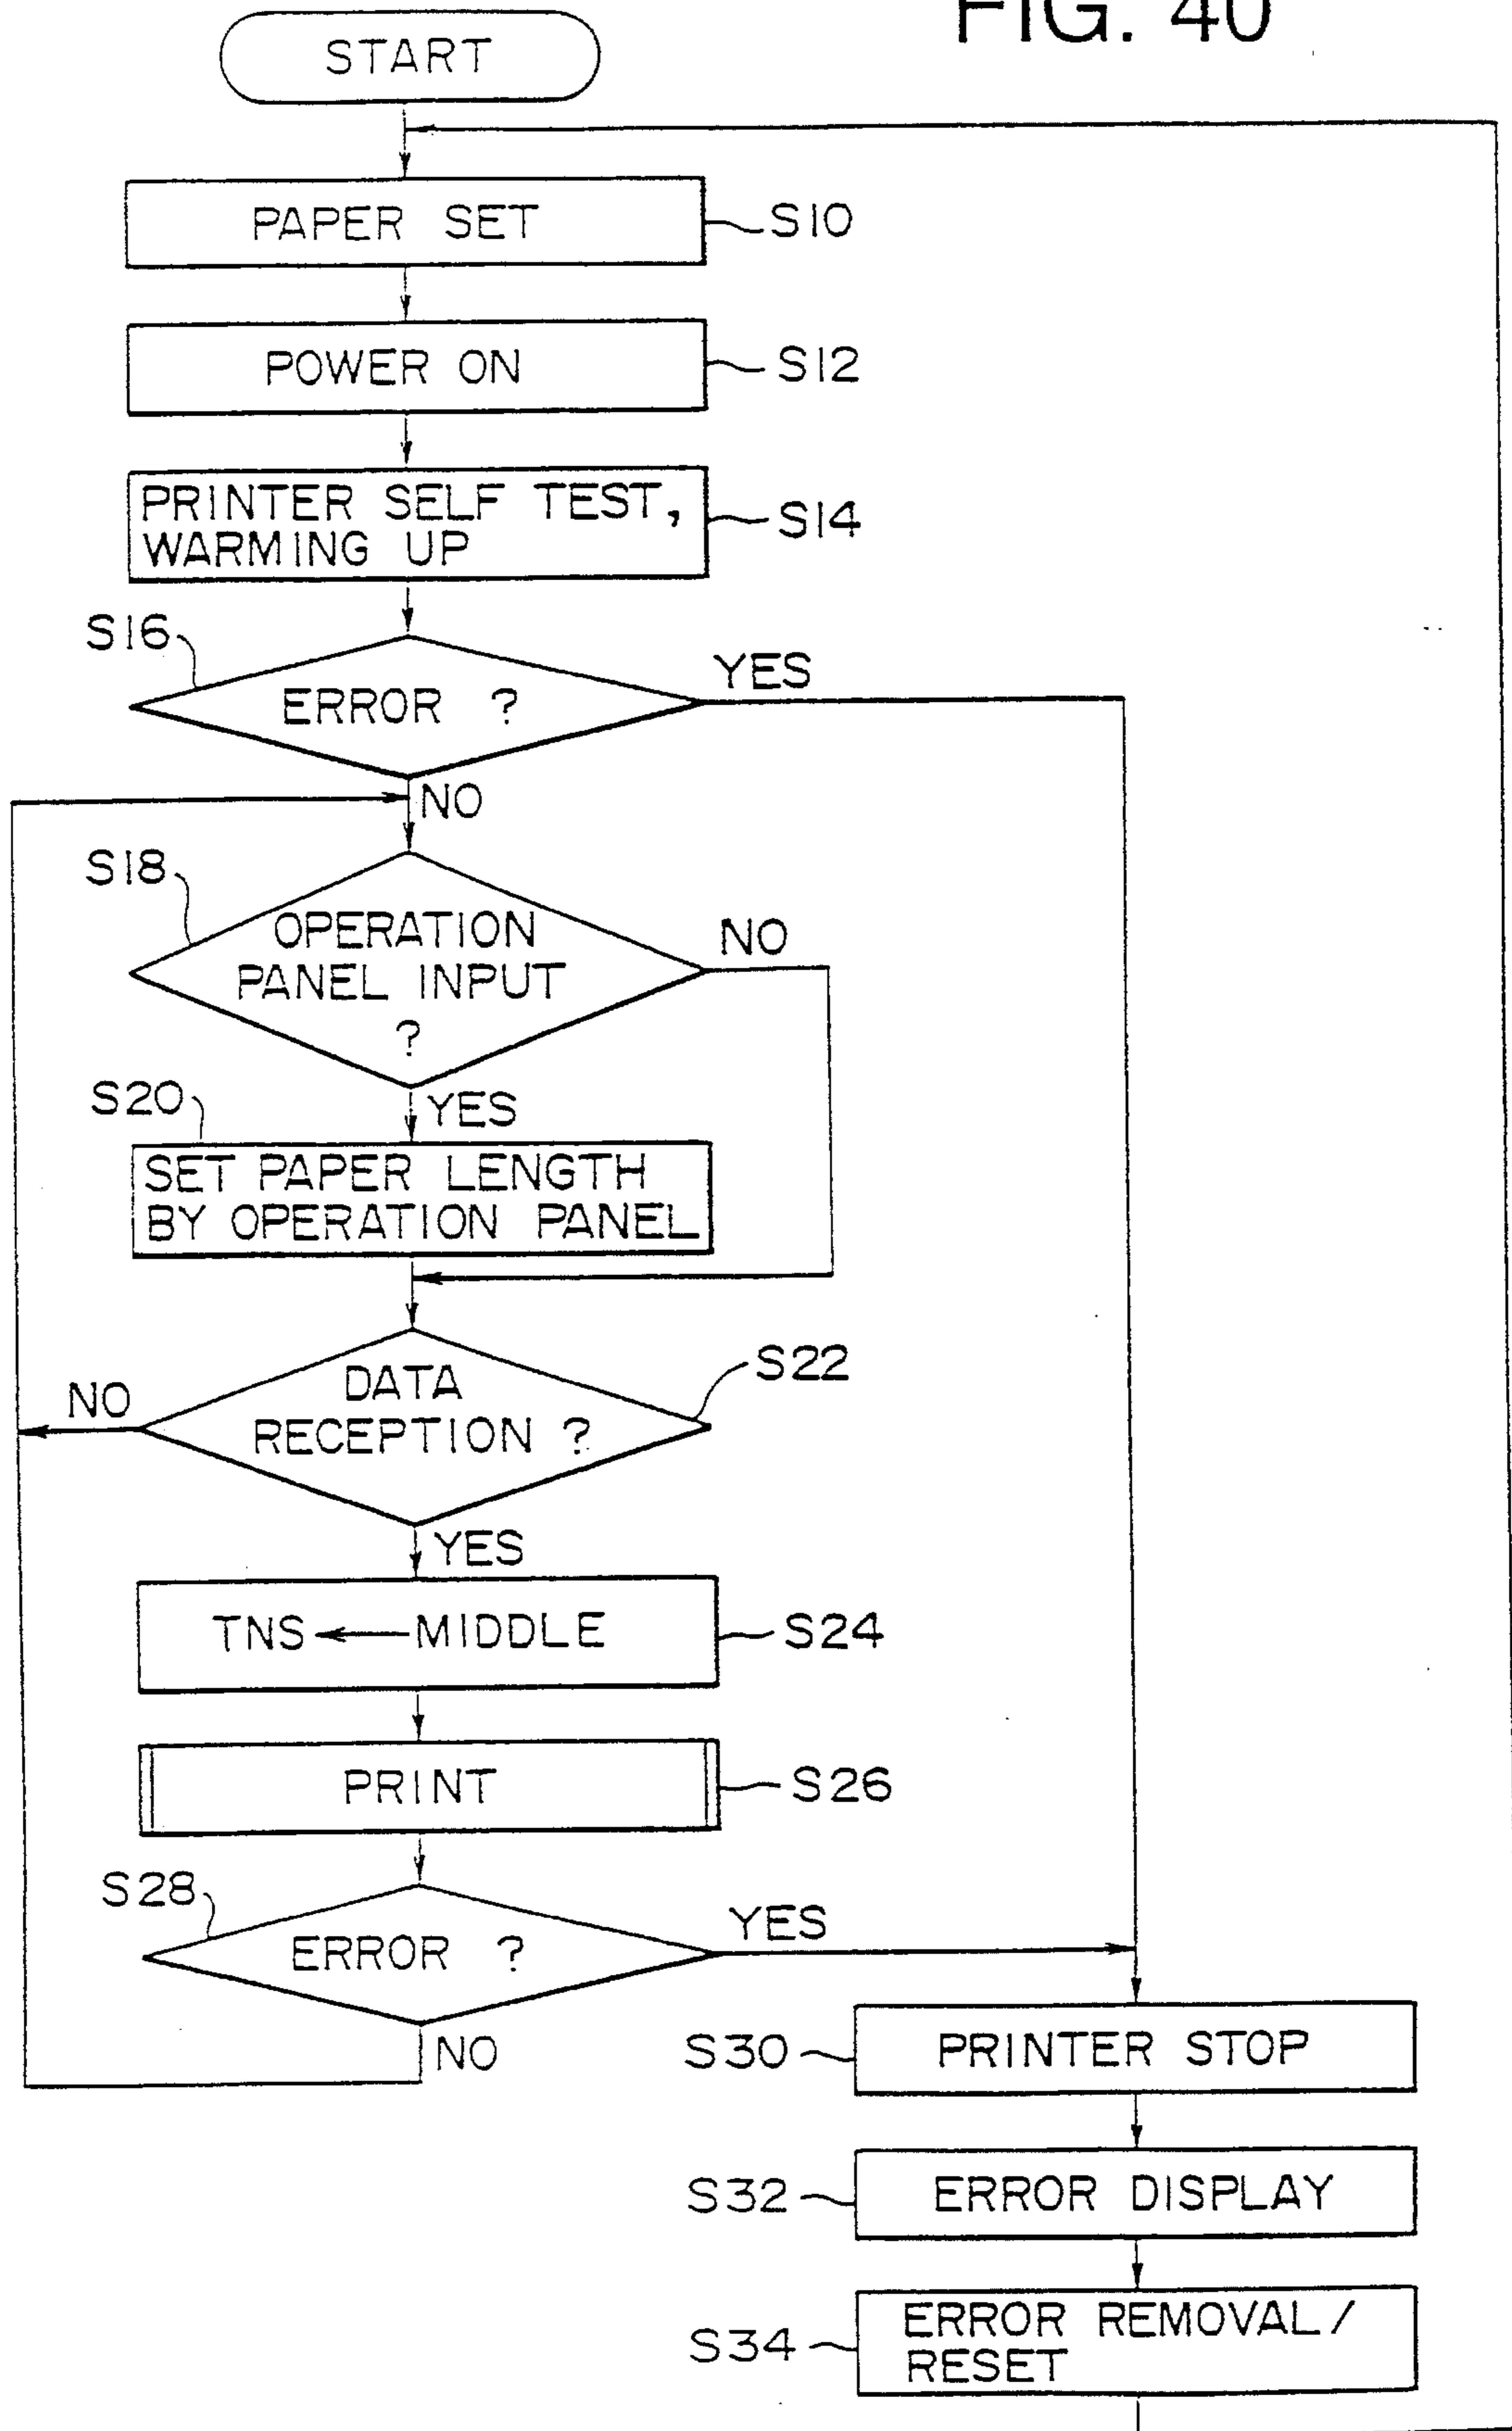 FIG. 40
START
PAPER SET
S10
POWER ON
S12
PRINTER SELF TEST,
WARMING UP
S14
S16
ERROR ?
YES
NO
S18
OPERATION
PANEL INPUT
?
NO
YES
S20
SET PAPER LENGTH
BY OPERATION PANEL
DATA
RECEPTION ?
S22
NO
YES
TNS ← MIDDLE
S24
PRINT
S26
S28
ERROR ?
YES
NO
S30
PRINTER STOP
S32
ERROR DISPLAY
S34
ERROR REMOVAL/
RESET